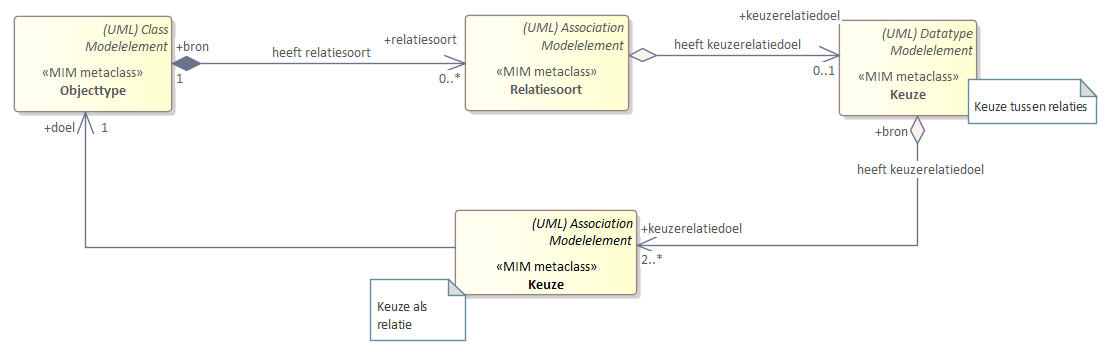 (UML) Class
Modelelement
«MIM metaclass»
Objecttype
+bron
1
heeft relatiesoort
+relatiesoort
0..*
(UML) Association
Modelelement
«MIM metaclass»
Relatiesoort
heeft keuzerelatiedoel
+keuzerelatiedoel
0..1
(UML) Datatype
Modelelement
«MIM metaclass»
Keuze
Keuze tussen relaties
+doel
1
+bron
heeft keuzerelatiedoel
(UML) Association
Modelelement
«MIM metaclass»
Keuze
+keuzerelatiedoel
2..*
Keuze als
relatie